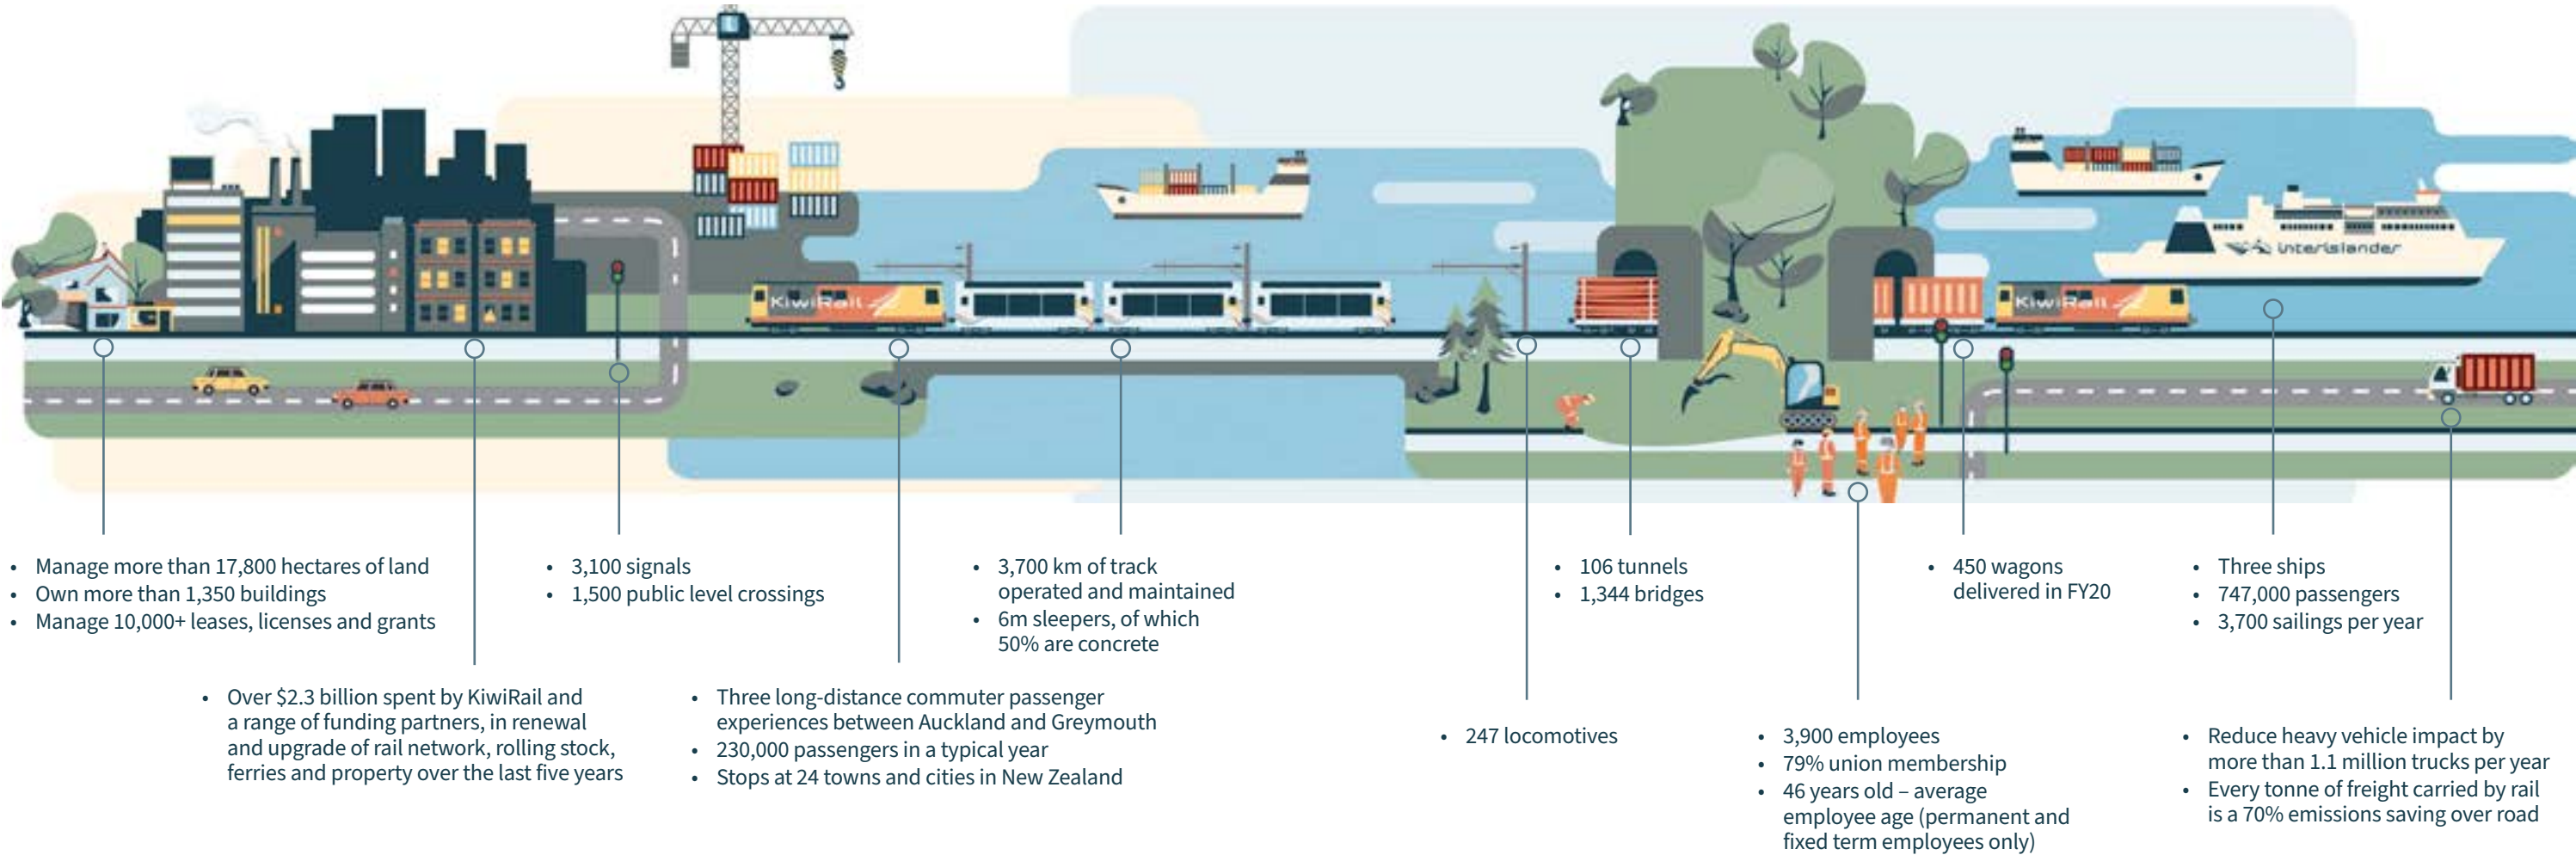 interislander
KiwiRail
KiwiRail
• Manage more than 17,800 hectares of land
• Own more than 1,350 buildings
• Manage 10,000+ leases, licenses and grants
• Over $2.3 billion spent by KiwiRail and
a range of funding partners, in renewal
and upgrade of rail network, rolling stock,
ferries and property over the last five years
• 3,100 signals
• 1,500 public level crossings
• Three long-distance commuter passenger
experiences between Auckland and Greymouth
• 230,000 passengers in a typical year
• Stops at 24 towns and cities in New Zealand
• 3,700 km of track
operated and maintained
• 6m sleepers, of which
50% are concrete
• 247 locomotives
• 106 tunnels
• 1,344 bridges
• 3,900 employees
• 79% union membership
• 46 years old – average
employee age (permanent and
fixed term employees only)
• 450 wagons
delivered in FY20
• Three ships
• 747,000 passengers
• 3,700 sailings per year
• Reduce heavy vehicle impact by
more than 1.1 million trucks per year
• Every tonne of freight carried by rail
is a 70% emissions saving over road